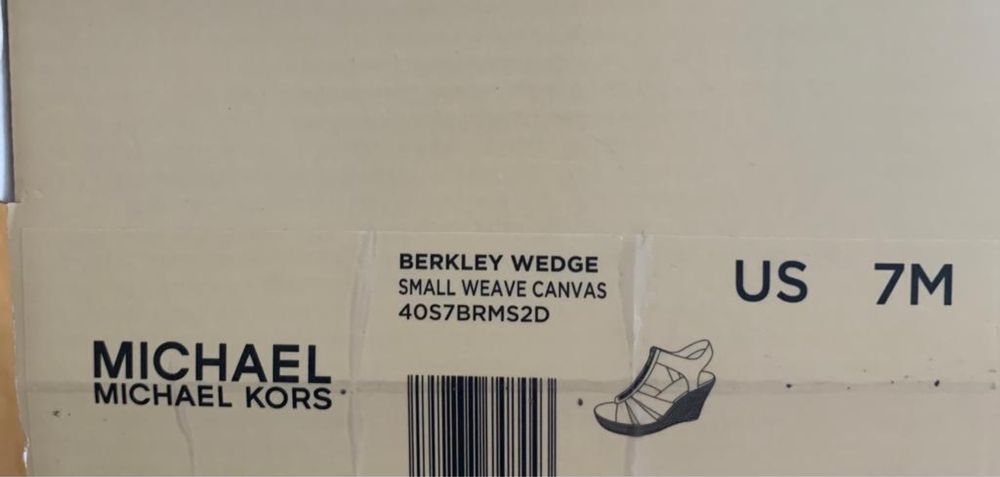 BERKLEY WEDGE
SMALL WEAVE CANVAS
40S7BRMS2D
US 7M
MICHAEL
MICHAEL KORS